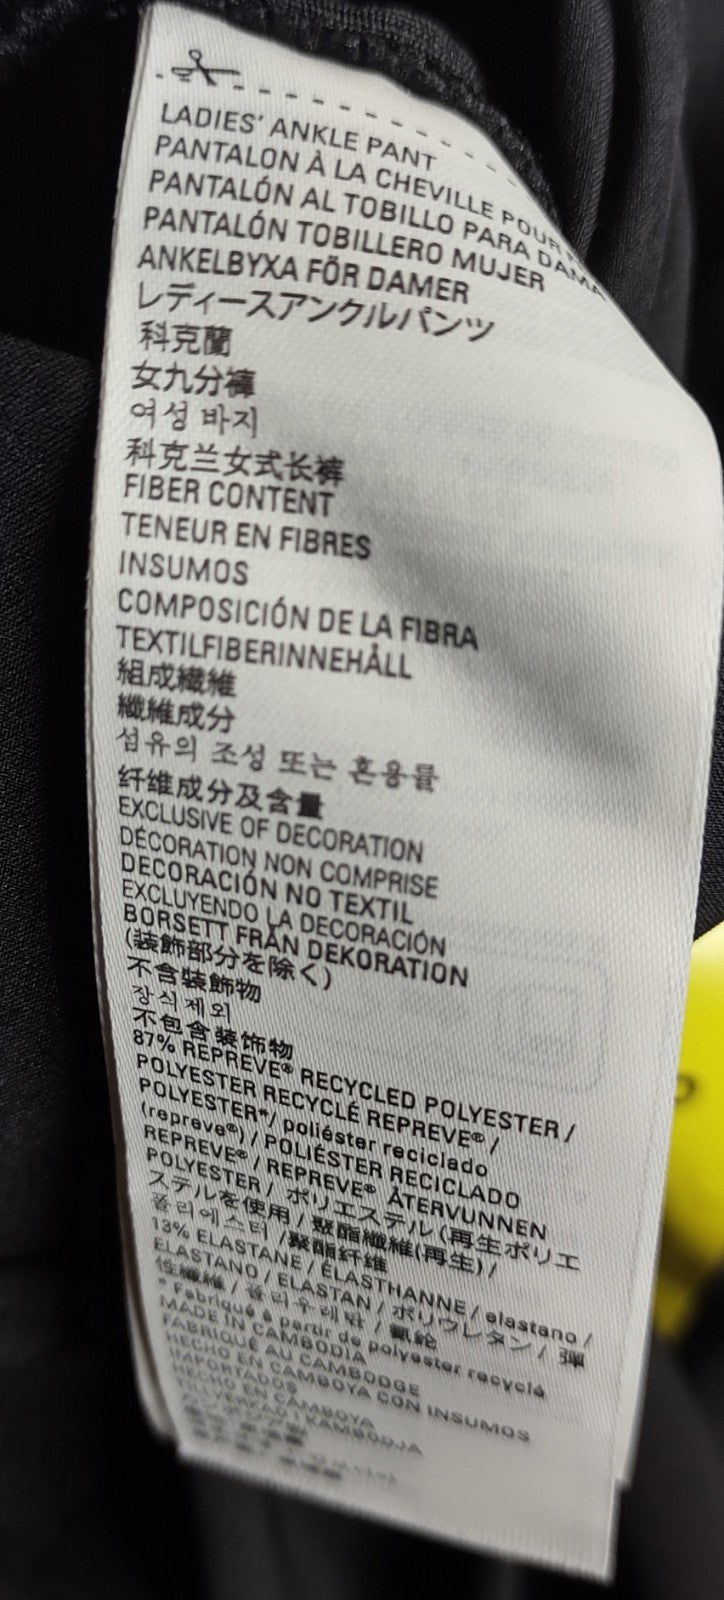 LADIES' ANKLE PANT
PANTALON À LA CHEVILLE POUR
PANTALÓN AL TOBILLO PARA DAMA
PANTALÓN TOBILLERO MUJER
ANKELBYXA FÖR DAMER
レディースアンクルパンツ
科克蘭
女九分褲
여성 바지
科克兰女式长裤
FIBER CONTENT
TENEUR EN FIBRES
INSUMOS
COMPOSICIÓN DE LA FIBRA
TEXTILFIBERINNEHÅLL
組成繊維
纖維成分
섬유의 조성 또는 혼용률
纤维成分及含量
EXCLUSIVE OF DECORATION
DÉCORATION NON COMPRISE
DECORACIÓN NO TEXTIL
EXCLUYENDO LA DECORACIÓN
BORSETT FRÅN DEKORATION
(装飾部分を除く)
不含裝飾物
장식제외
不包含装饰物
87% REPREVE® RECYCLED POLYESTER /
POLYESTER RECYCLÉ REPREVE® /
POLYESTER*/ poliéster reciclado
(repreve®) / POLIÉSTER RECICLADO
REPREVE® / REPREVE® ÅTERVUNNEN
POLYESTER / ポリエステル (再生ポリエ
ステルを使用 / 聚酯纖維(再生) /
폴리에스터 /聚酯纤维
13% ELASTANE / ÉLASTHANNE / elastano /
ELASTANO / ELASTAN / ポリウレタン / 彈
性纖維 / 폴리우레탄 / 氨纶
* Fabriqué à partir de polyester recyclé
MADE IN CAMBODIA
FABRIQUÉ AU CAMBODGE
HECHO EN CAMBOYA CON INSUMOS
IMPORTADOS
HECHO EN CAMBOYA
TILLVERKAD I KAMBODJA